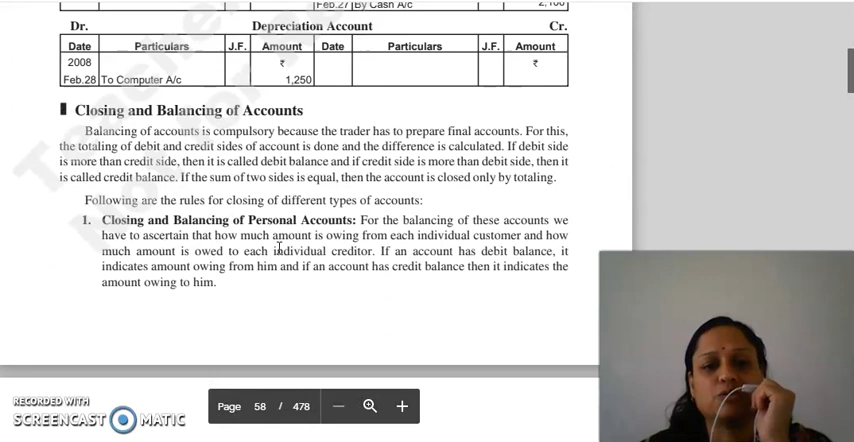 Feb.27 By Cash A/c 2,100
Dr. Depreciation Account Cr.
Date Particulars J.F. Amount Date Particulars J.F. Amount
2008 ₹ ₹
Feb.28 To Computer A/c 1,250
Closing and Balancing of Accounts
Balancing of accounts is compulsory because the trader has to prepare final accounts. For this,
the totaling of debit and credit sides of account is done and the difference is calculated. If debit side
is more than credit side, then it is called debit balance and if credit side is more than debit side, then it
is called credit balance. If the sum of two sides is equal, then the account is closed only by totaling.
Following are the rules for closing of different types of accounts:
1. Closing and Balancing of Personal Accounts: For the balancing of these accounts we
have to ascertain that how much amount is owing from each individual customer and how
much amount is owed to each individual creditor. If an account has debit balance, it
indicates amount owing from him and if an account has credit balance then it indicates the
amount owing to him.
RECORDED WITH
SCREENCAST MATIC
Page 58 / 478